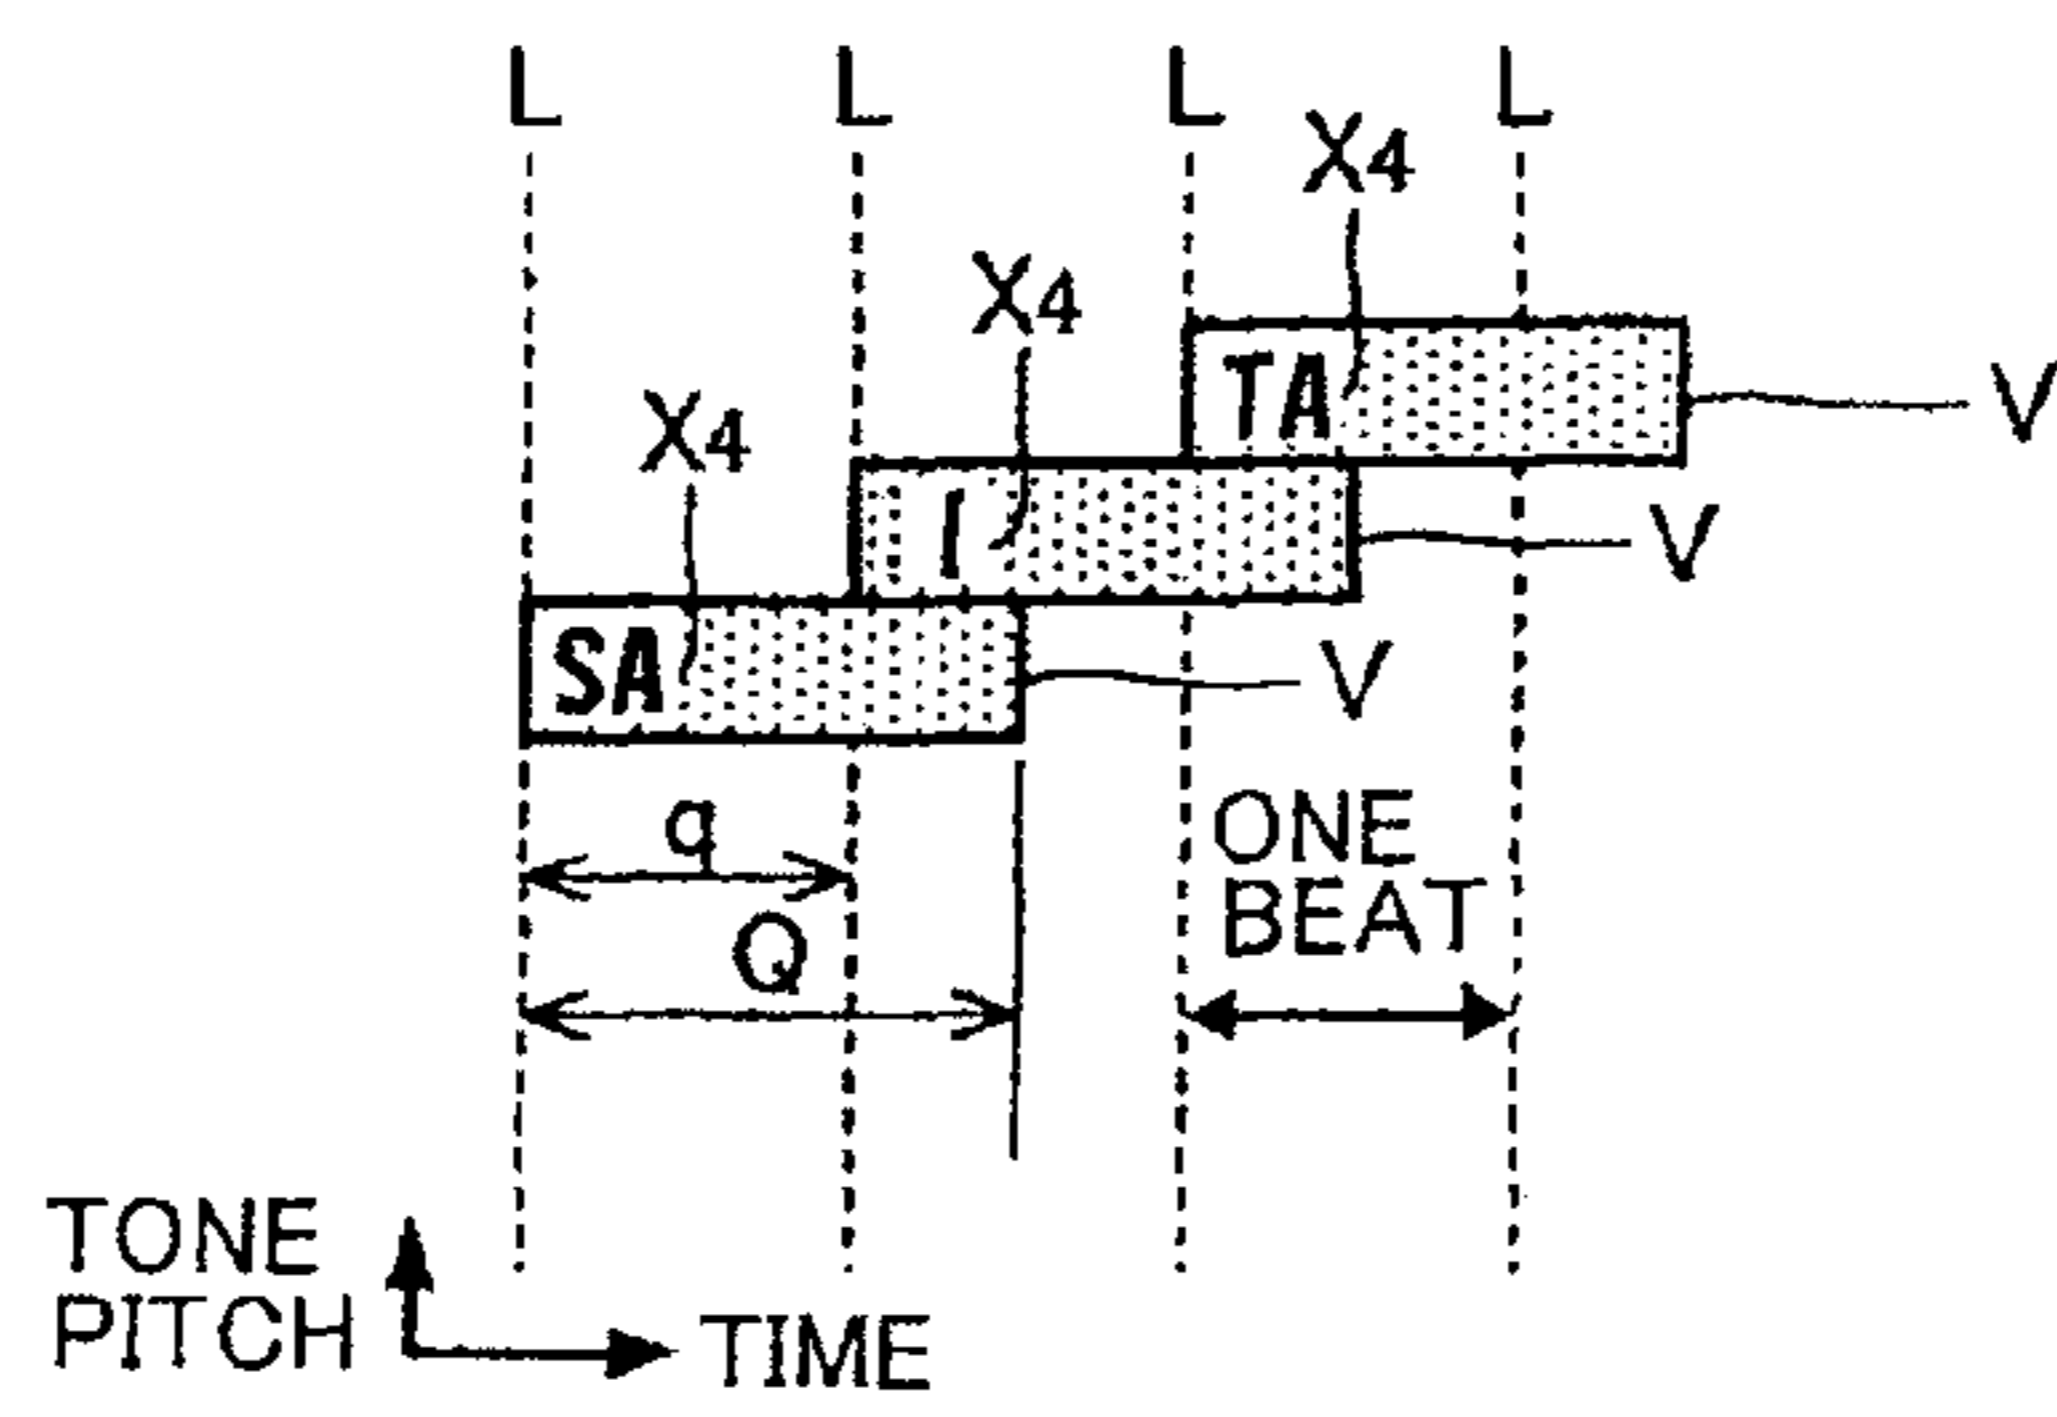 L L L L
X4
X4
X4
TA V
I V
SA V
q
Q
ONE
BEAT
TONE
PITCH
TIME